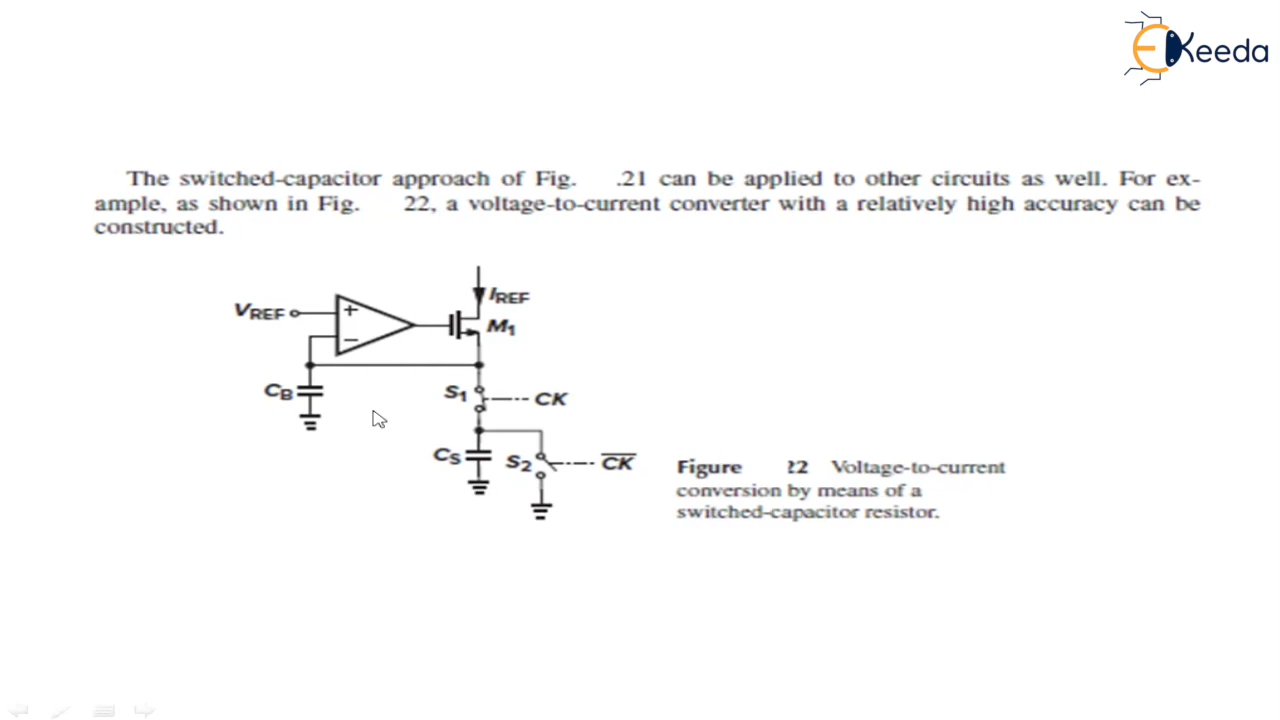 EKeeda
The switched-capacitor approach of Fig. .21 can be applied to other circuits as well. For ex-
ample, as shown in Fig. 22, a voltage-to-current converter with a relatively high accuracy can be
constructed.
IREF
VREF
+
M1
−
CB
S1
CK
CS
S2
CK
Figure 22 Voltage-to-current
conversion by means of a
switched-capacitor resistor.